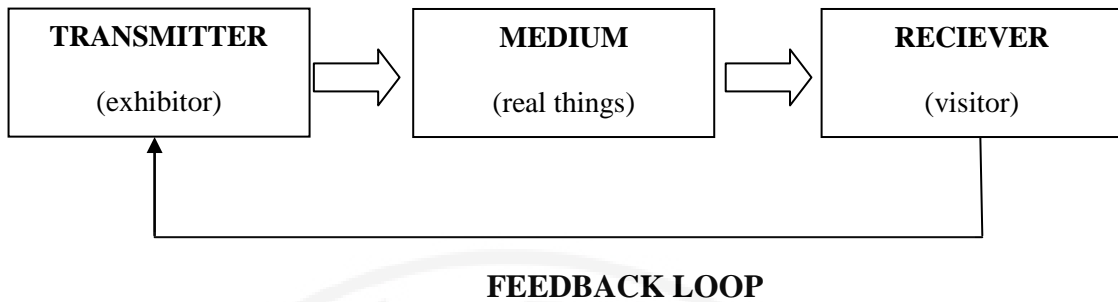 TRANSMITTER
(exhibitor)
MEDIUM
(real things)
RECIEVER
(visitor)
FEEDBACK LOOP